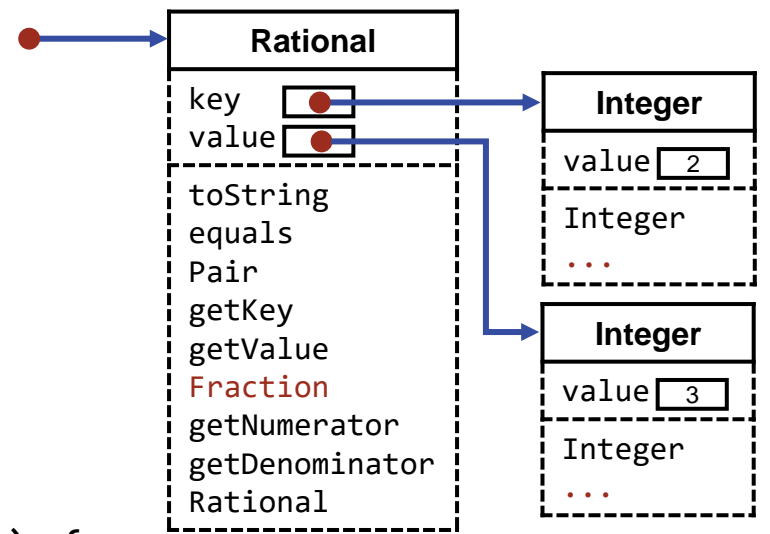 Rational
key
value
toString
equals
Pair
getKey
getValue
Fraction
getNumerator
getDenominator
Rational
Integer
value 2
Integer
...
Integer
value 3
Integer
...
) {